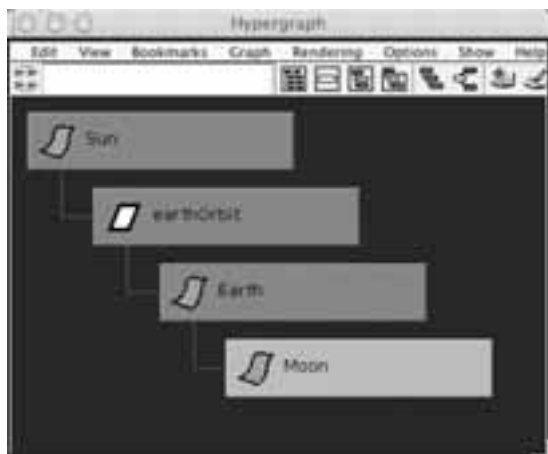 Hypergraph
Edit View Bookmarks Graph Rendering Options Show Help
Sun
earthOrbit
Earth
Moon